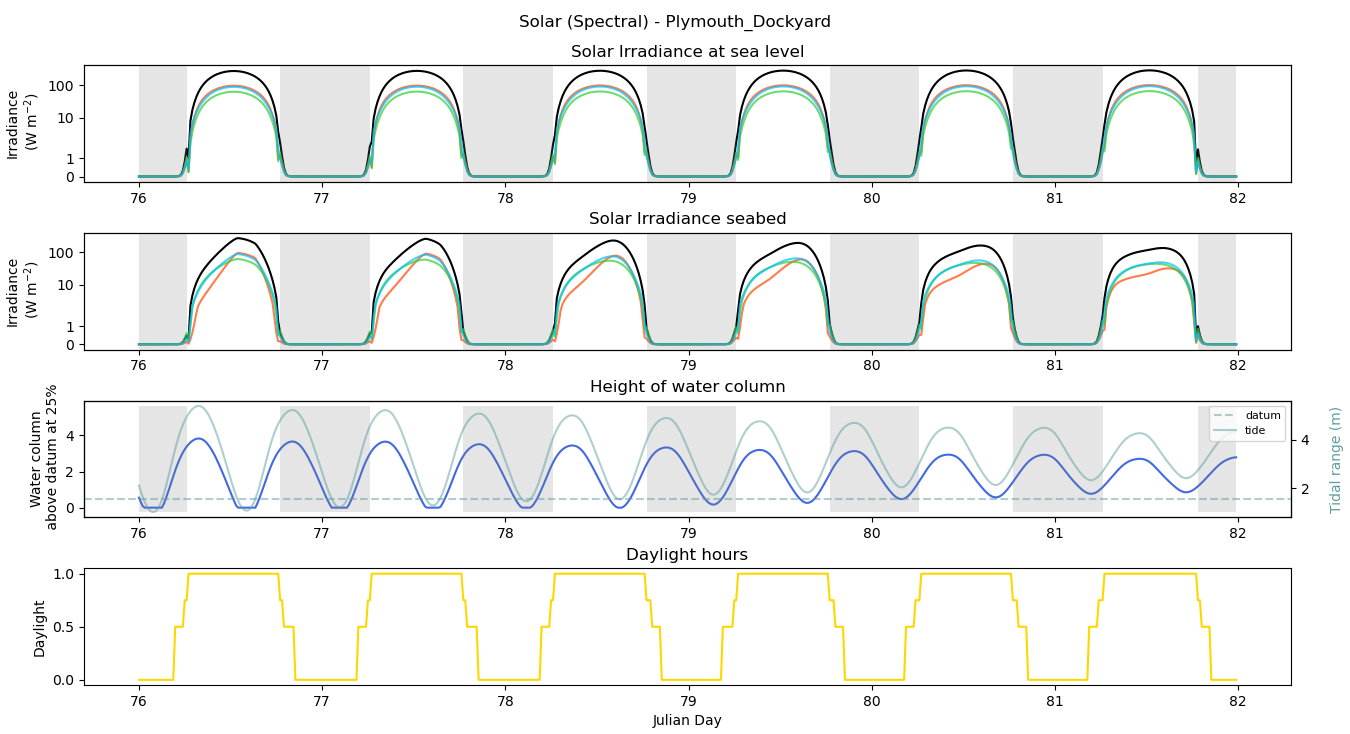 Solar (Spectral) - Plymouth_Dockyard
Solar Irradiance at sea level
Irradiance
(W m⁻²)
100
10
1
0
76 77 78 79 80 81 82
Solar Irradiance seabed
Irradiance
(W m⁻²)
100
10
1
0
76 77 78 79 80 81 82
Height of water column
Water column
above datum at 25%
4
2
0
datum
tide
4
2
Tidal range (m)
76 77 78 79 80 81 82
Daylight hours
Daylight
1.0
0.5
0.0
76 77 78 79 80 81 82
Julian Day